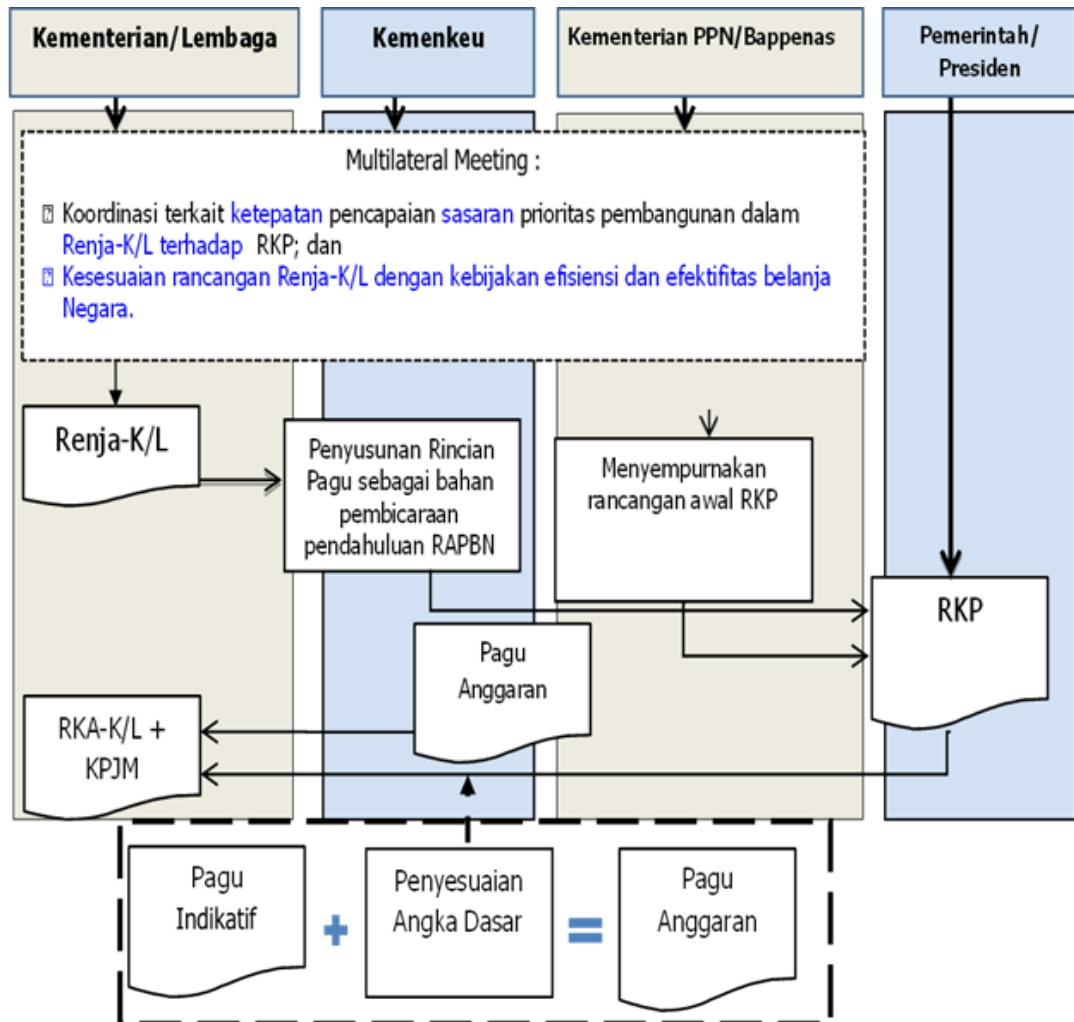 Kementerian/Lembaga
Kemenkeu
Kementerian PPN/Bappenas
Pemerintah/
Presiden
Multilateral Meeting :
Koordinasi terkait ketepatan pencapaian sasaran prioritas pembangunan dalam
Renja-K/L terhadap RKP; dan
Kesesuaian rancangan Renja-K/L dengan kebijakan efisiensi dan efektifitas belanja
Negara.
Renja-K/L
Penyusunan Rincian
Pagu sebagai bahan
pembicaraan
pendahuluan RAPBN
Menyempurnakan
rancangan awal RKP
RKP
Pagu
Anggaran
RKA-K/L +
KPJM
Pagu
Indikatif
+
Penyesuaian
Angka Dasar
=
Pagu
Anggaran